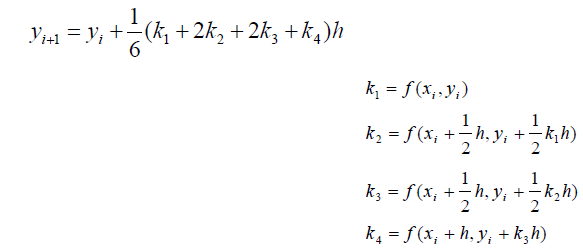 y_{i+1} = y_i + \frac{1}{6}(k_1 + 2k_2 + 2k_3 + k_4)h
k_1 = f(x_i, y_i)
k_2 = f(x_i + \frac{1}{2}h, y_i + \frac{1}{2}k_1h)
k_3 = f(x_i + \frac{1}{2}h, y_i + \frac{1}{2}k_2h)
k_4 = f(x_i + h, y_i + k_3h)